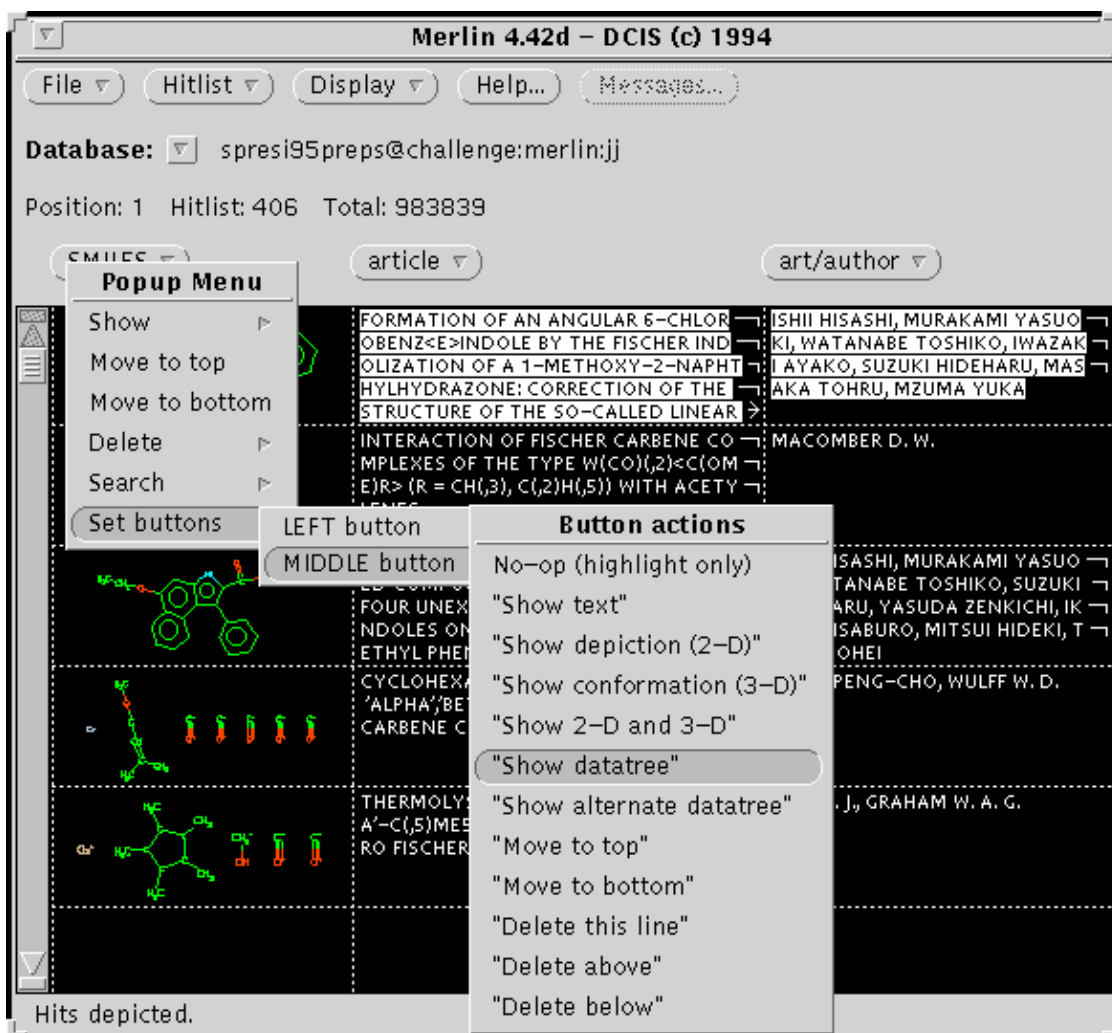 Merlin 4.42d – DCIS (c) 1994
File Hitlist Display Help... Messages...
Database: spresi95preps@challenge:merlin:jj
Position: 1 Hitlist: 406 Total: 983839
SMILES article art/author
Popup Menu
Show
Move to top
Move to bottom
Delete
Search
Set buttons
LEFT button
MIDDLE button
Button actions
No–op (highlight only)
"Show text"
"Show depiction (2–D)"
"Show conformation (3–D)"
"Show 2–D and 3–D"
"Show datatree"
"Show alternate datatree"
"Move to top"
"Move to bottom"
"Delete this line"
"Delete above"
"Delete below"
FORMATION OF AN ANGULAR 6–CHLOR
OBENZ<E>INDOLE BY THE FISCHER IND
OLIZATION OF A 1–METHOXY–2–NAPHT
HYLHYDRAZONE: CORRECTION OF THE
STRUCTURE OF THE SO–CALLED LINEAR
ISHII HISASHI, MURAKAMI YASUO
KI, WATANABE TOSHIKO, IWAZAK
I AYAKO, SUZUKI HIDEHARU, MAS
AKA TOHRU, MZUMA YUKA
INTERACTION OF FISCHER CARBENE CO
MPLEXES OF THE TYPE W(CO)(,2)<C(OM
E)R> (R = CH(,3), C(,2)H(,5)) WITH ACETY
LENES
MACOMBER D. W.
FOUR UNEX
NDOLES ON
ETHYL PHEN
ISASHI, MURAKAMI YASUO
TANABE TOSHIKO, SUZUKI
ARU, YASUDA ZENKICHI, IK
ISABURO, MITSUI HIDEKI, T
OHEI
CYCLOHEXA
'ALPHA','BET
CARBENE C
PENG–CHO, WULFF W. D.
THERMOLYS
A'–C(,5)ME5
RO FISCHER
J., GRAHAM W. A. G.
Hits depicted.